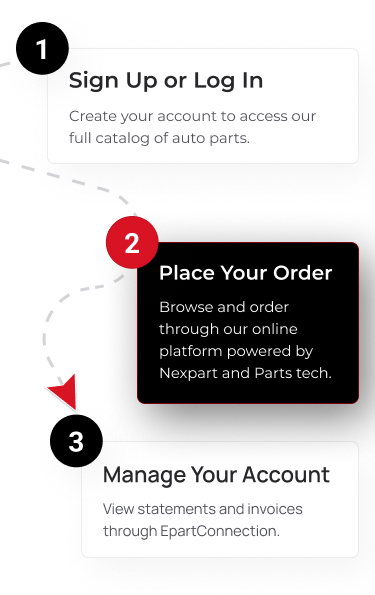 1
Sign Up or Log In
Create your account to access our
full catalog of auto parts.
2
Place Your Order
Browse and order
through our online
platform powered by
Nexpart and Parts tech.
3
Manage Your Account
View statements and invoices
through EpartConnection.